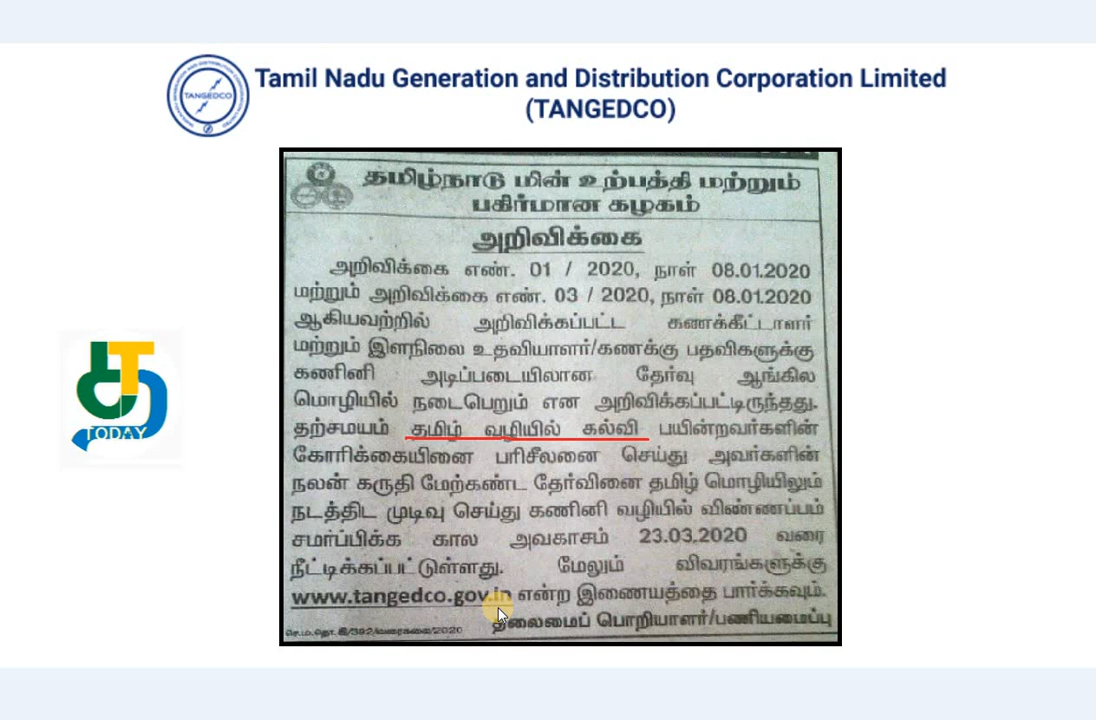 Tamil Nadu Generation and Distribution Corporation Limited
(TANGEDCO)
TANGEDCO
தமிழ்நாடு மின் உற்பத்தி மற்றும்
பகிர்மான கழகம்
அறிவிக்கை
அறிவிக்கை எண். 01 / 2020, நாள் 08.01.2020
மற்றும் அறிவிக்கை எண். 03 / 2020, நாள் 08.01.2020
ஆகியவற்றில் அறிவிக்கப்பட்ட கணக்கீட்டாளர்
மற்றும் இளநிலை உதவியாளர்/கணக்கு பதவிகளுக்கு
கணினி அடிப்படையிலான தேர்வு ஆங்கில
மொழியில் நடைபெறும் என அறிவிக்கப்பட்டிருந்தது.
தற்சமயம் தமிழ் வழியில் கல்வி பயின்றவர்களின்
கோரிக்கையினை பரிசீலனை செய்து அவர்களின்
நலன் கருதி மேற்கண்ட தேர்வினை தமிழ் மொழியிலும்
நடத்திட முடிவு செய்து கணினி வழியில் விண்ணப்பம்
சமர்ப்பிக்க கால அவகாசம் 23.03.2020 வரை
நீட்டிக்கப்பட்டுள்ளது. மேலும் விவரங்களுக்கு
www.tangedco.gov.in என்ற இணையத்தை பார்க்கவும்.
தலைமைப் பொறியாளர்/பணியமைப்பு
TODAY